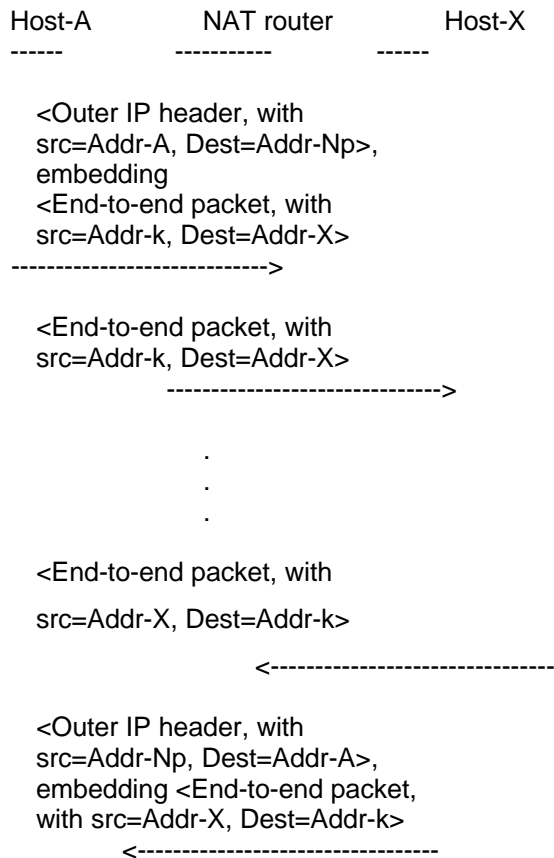 Host-A NAT router Host-X
------ ----------- ------
<Outer IP header, with
src=Addr-A, Dest=Addr-Np>,
embedding
<End-to-end packet, with
src=Addr-k, Dest=Addr-X>
----------------------------->
<End-to-end packet, with
src=Addr-k, Dest=Addr-X>
------------------------------->
.
.
.
<End-to-end packet, with
src=Addr-X, Dest=Addr-k>
<--------------------------------
<Outer IP header, with
src=Addr-Np, Dest=Addr-A>,
embedding <End-to-end packet,
with src=Addr-X, Dest=Addr-k>
<----------------------------------